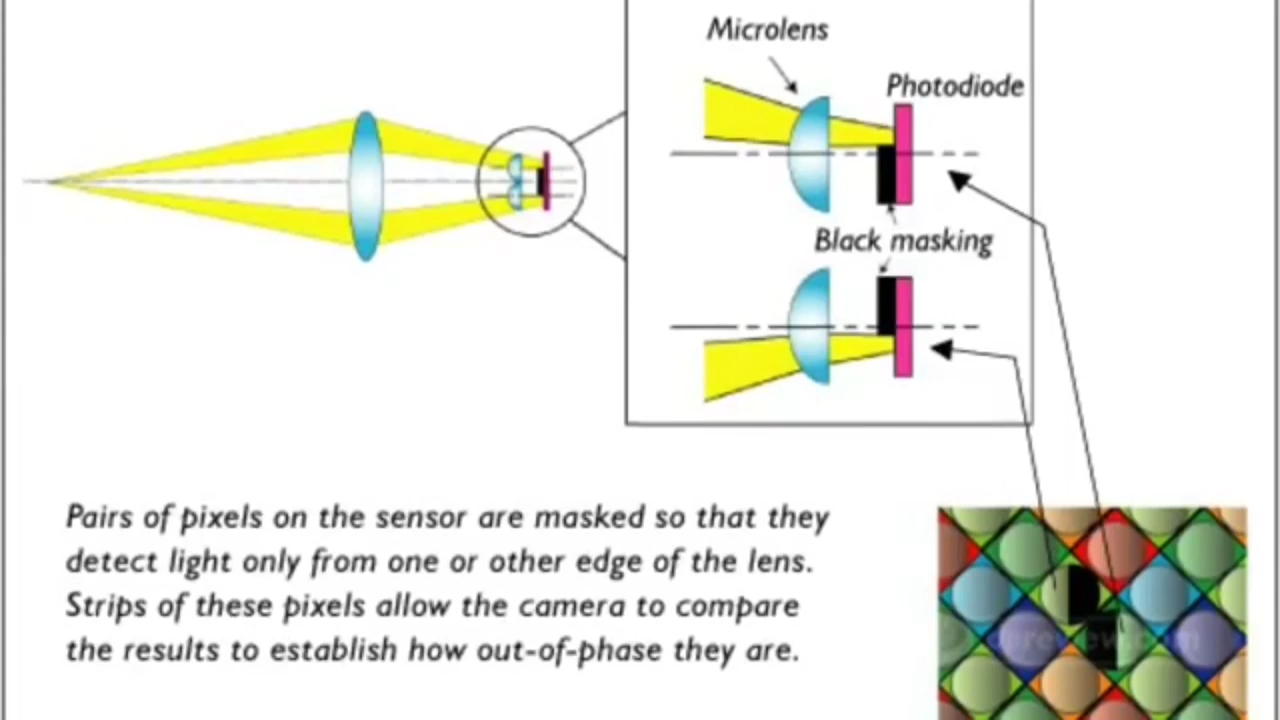 Microlens
Photodiode
Black masking
Pairs of pixels on the sensor are masked so that they
detect light only from one or other edge of the lens.
Strips of these pixels allow the camera to compare
the results to establish how out-of-phase they are.